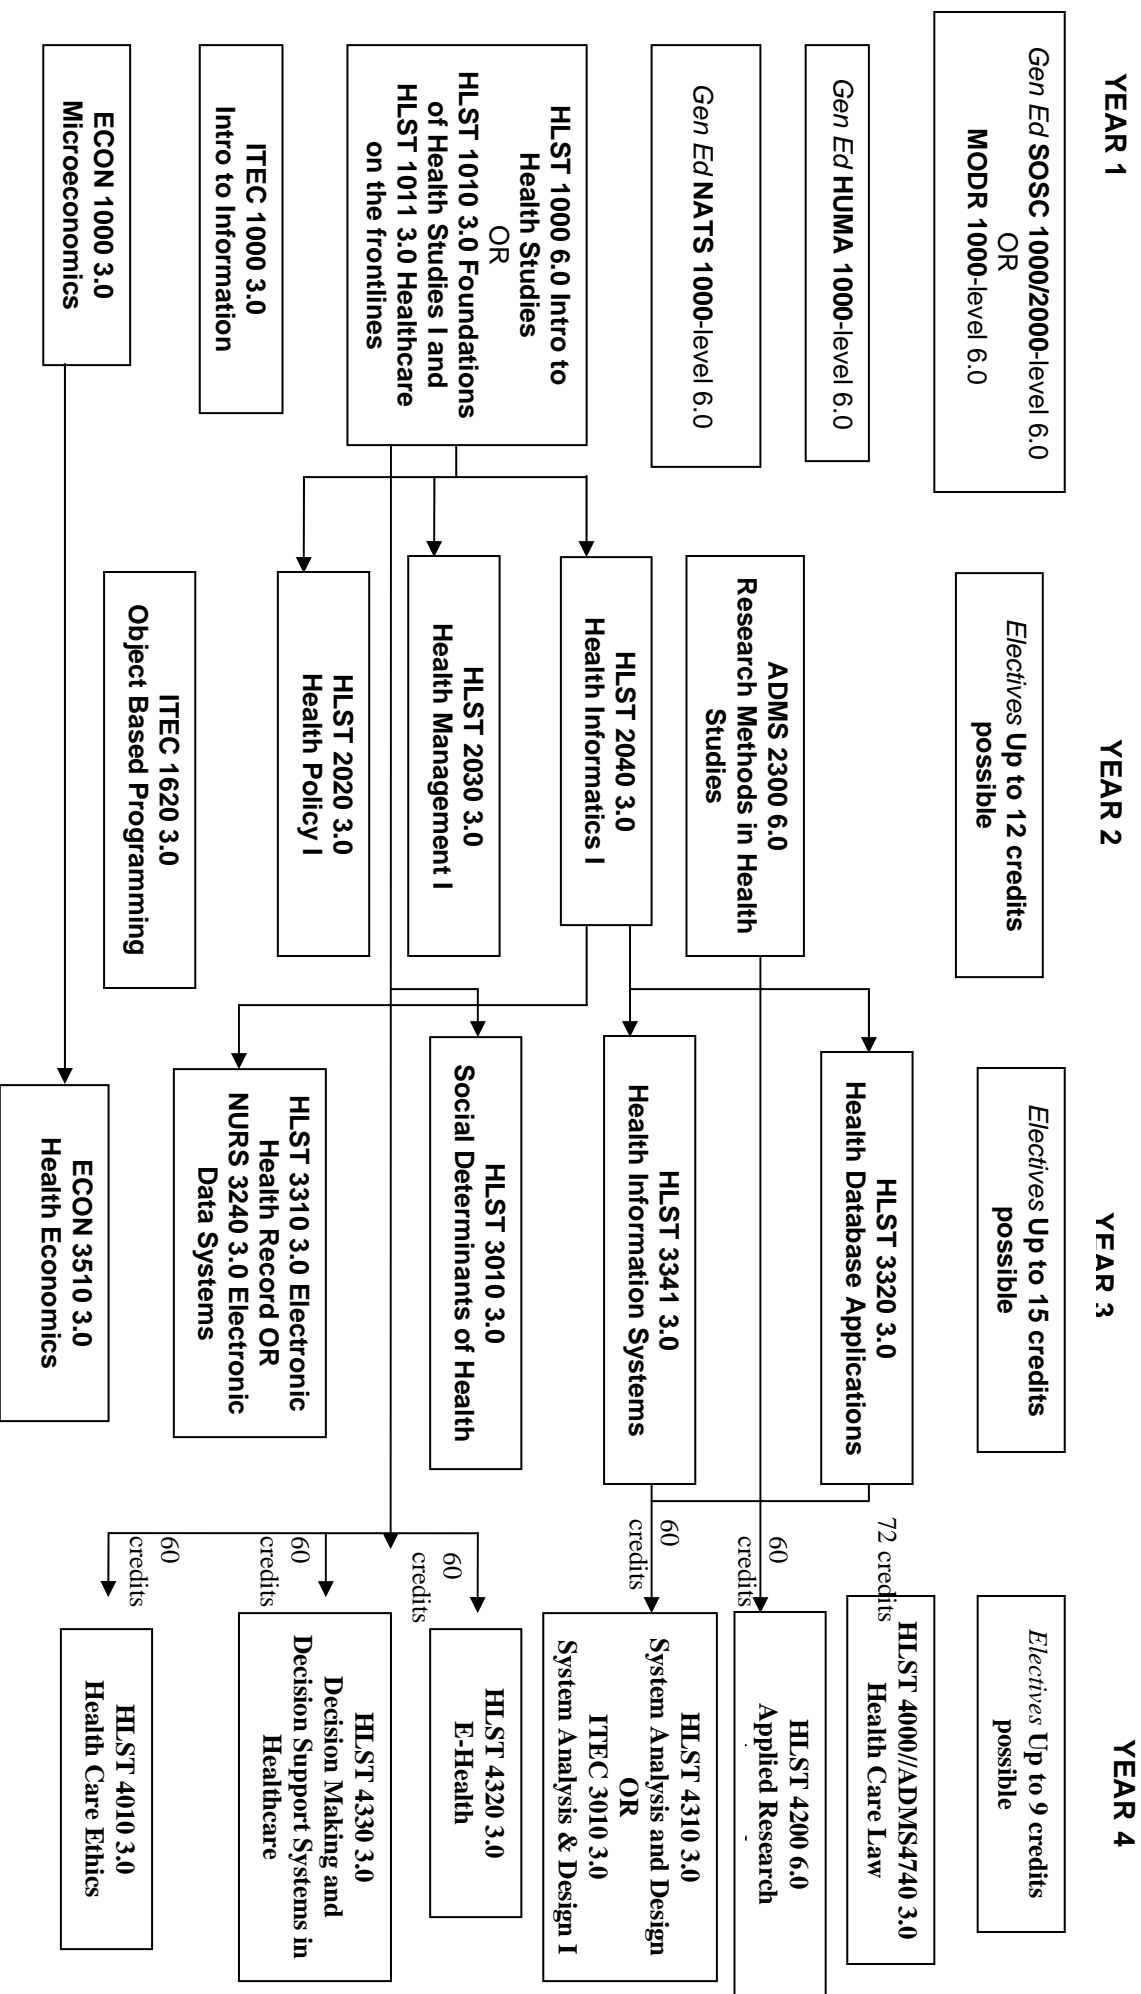 YEAR 1
Gen Ed SOSC 1000/2000-level 6.0
OR
MODR 1000-level 6.0
Gen Ed HUMA 1000-level 6.0
Gen Ed NATS 1000-level 6.0
HLST 1000 6.0 Intro to
Health Studies
OR
HLST 1010 3.0 Foundations
of Health Studies I and
HLST 1011 3.0 Healthcare
on the frontlines
ITEC 1000 3.0
Intro to Information
ECON 1000 3.0
Microeconomics
YEAR 2
Electives Up to 12 credits
possible
ADMS 2300 6.0
Research Methods in Health
Studies
HLST 2040 3.0
Health Informatics I
HLST 2030 3.0
Health Management I
HLST 2020 3.0
Health Policy I
ITEC 1620 3.0
Object Based Programming
YEAR 3
Electives Up to 15 credits
possible
HLST 3320 3.0
Health Database Applications
HLST 3341 3.0
Health Information Systems
HLST 3010 3.0
Social Determinants of Health
HLST 3310 3.0 Electronic
Health Record OR
NURS 3240 3.0 Electronic
Data Systems
ECON 3510 3.0
Health Economics
YEAR 4
Electives Up to 9 credits
possible
72 credits
HLST 4000//ADMS4740 3.0
Health Care Law
60
credits
HLST 4200 6.0
Applied Research
60
credits
HLST 4310 3.0
System Analysis and Design
OR
ITEC 3010 3.0
System Analysis & Design I
60
credits
HLST 4320 3.0
E-Health
60
credits
HLST 4330 3.0
Decision Making and
Decision Support Systems in
Healthcare
60
credits
HLST 4010 3.0
Health Care Ethics